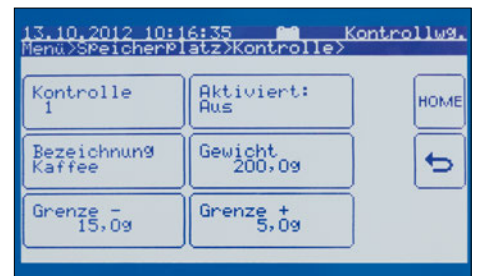 13.10.2012 10:16:35 Kontrollwg.
Menü>Speicherplatz>Kontrolle>
Kontrolle
1
Aktiviert:
Aus
HOME
Bezeichnung
Kaffee
Gewicht
200,0g
Grenze -
15,0g
Grenze +
5,0g